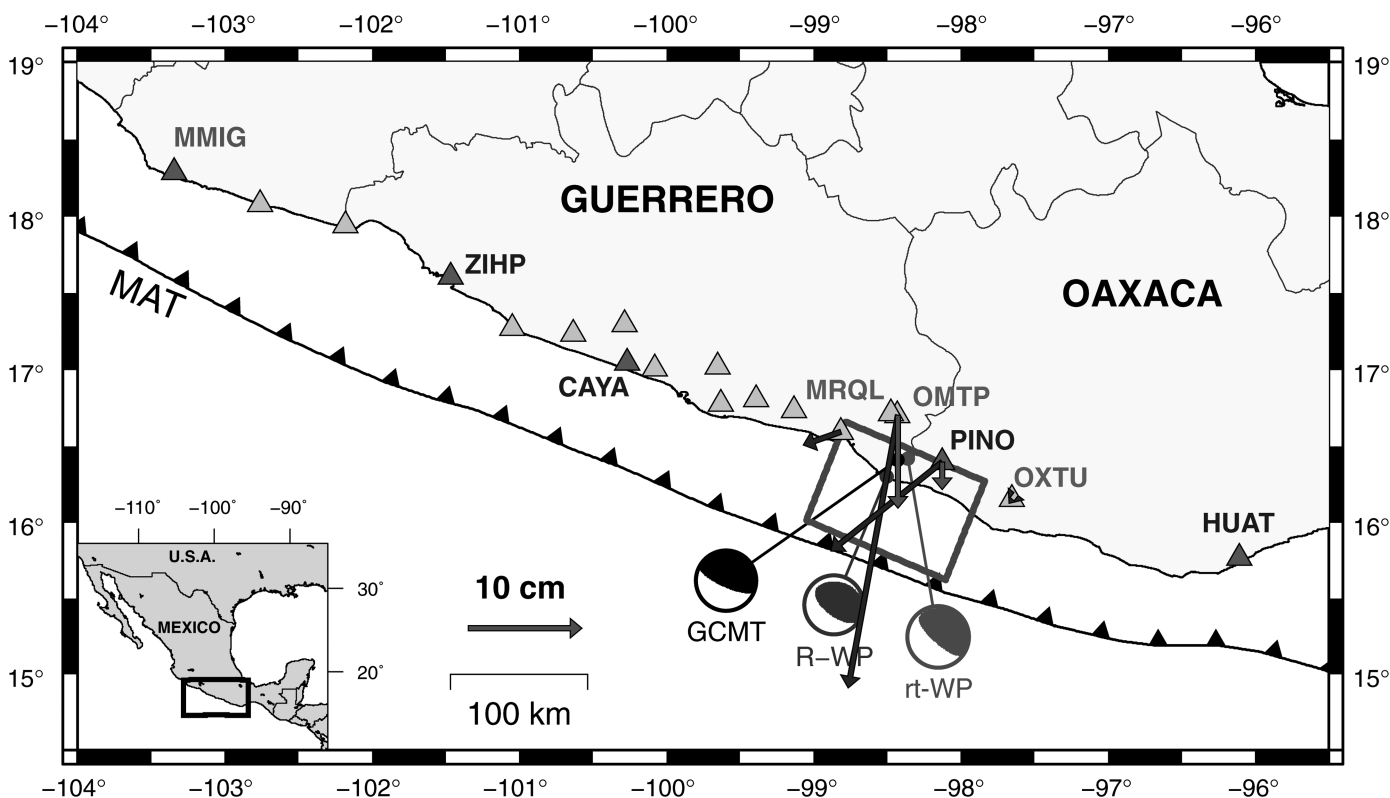 −104° −103° −102° −101° −100° −99° −98° −97° −96°
19° 19°
MMIG
GUERRERO
18° 18°
ZIHP
MAT
OAXACA
17° 17°
CAYA
MRQL OMTP
PINO
OXTU
−110° −100° −90°
16° 16°
HUAT
U.S.A.
30°
10 cm
MEXICO
GCMT
R−WP
20°
rt-WP
15° 15°
100 km
−104° −103° −102° −101° −100° −99° −98° −97° −96°